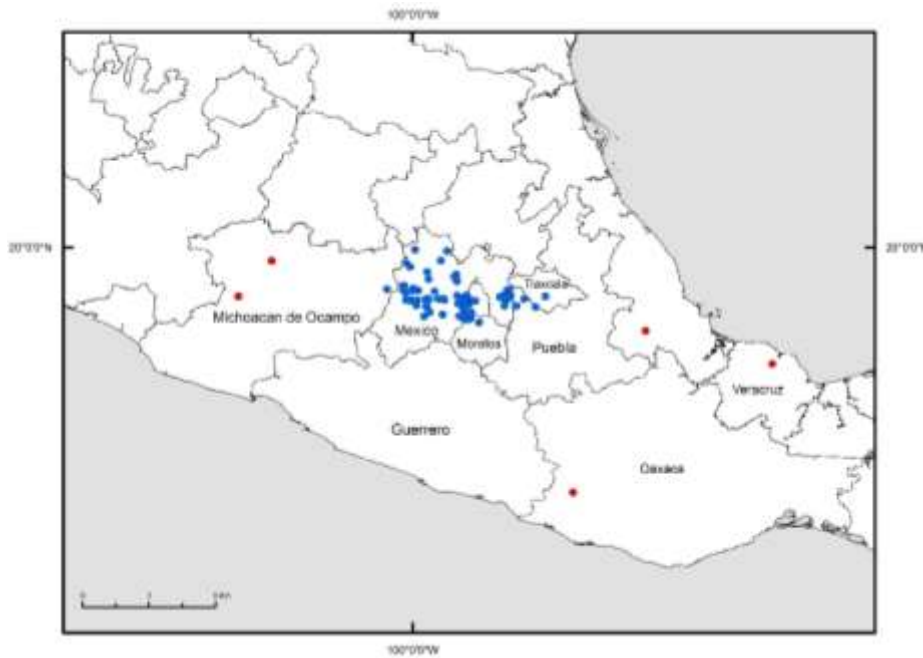 100°0'0"W
20°0'0"N
20°0'0"N
Tlaxcala
Michoacan de Ocampo
Mexico
Morelos
Puebla
Veracruz
Guerrero
Oaxaca
100°0'0"W